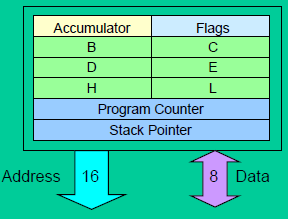 Accumulator Flags
B C
D E
H L
Program Counter
Stack Pointer
Address 16 8 Data